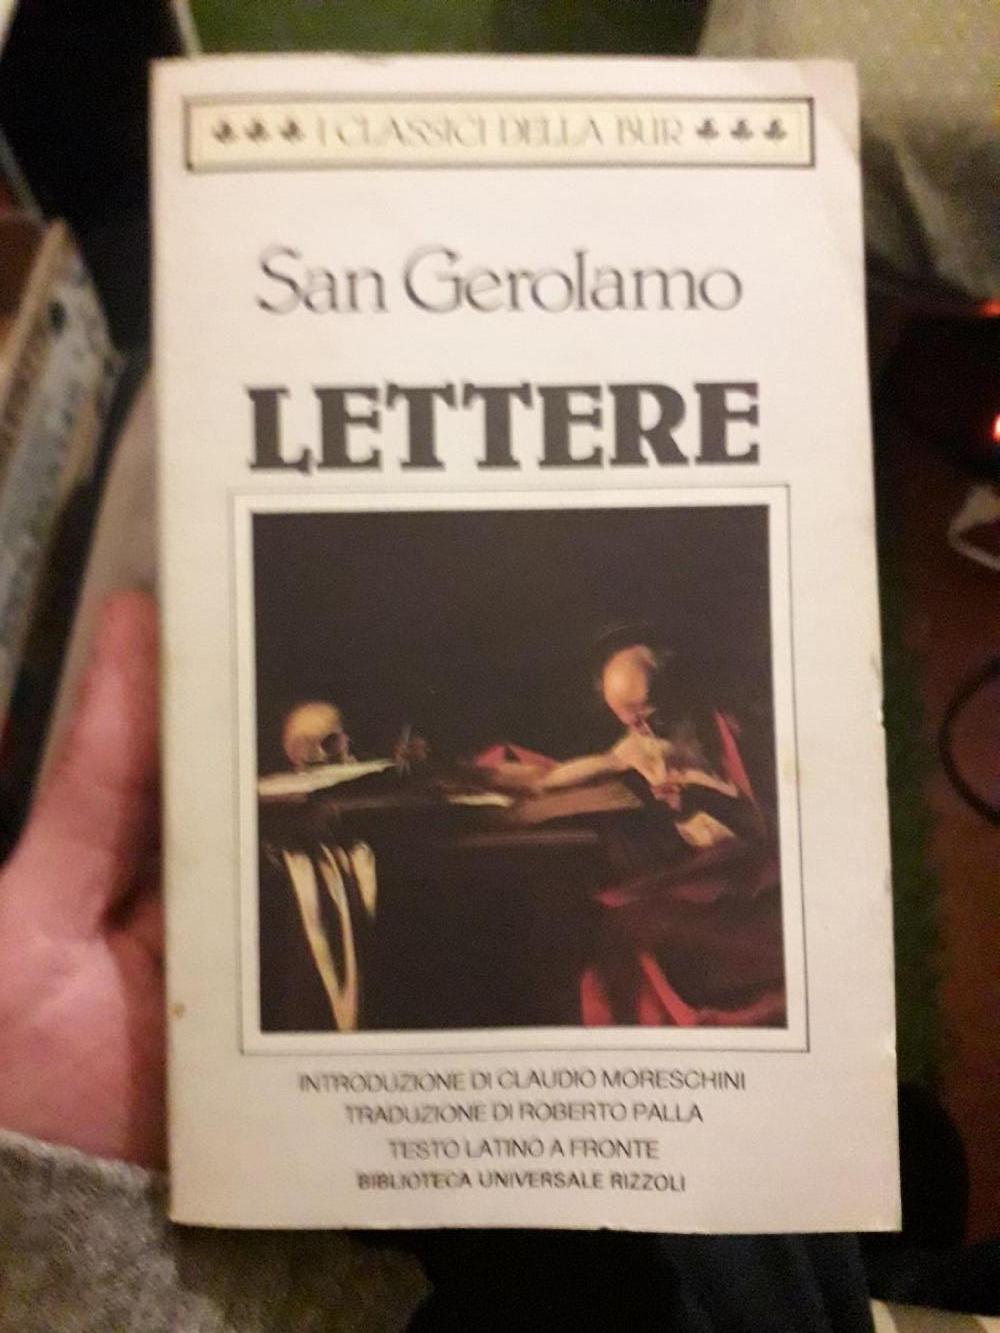 I CLASSICI DELLA BUR
San Gerolamo
LETTERE
INTRODUZIONE DI CLAUDIO MORESCHINI
TRADUZIONE DI ROBERTO PALLA
TESTO LATINO A FRONTE
BIBLIOTECA UNIVERSALE RIZZOLI